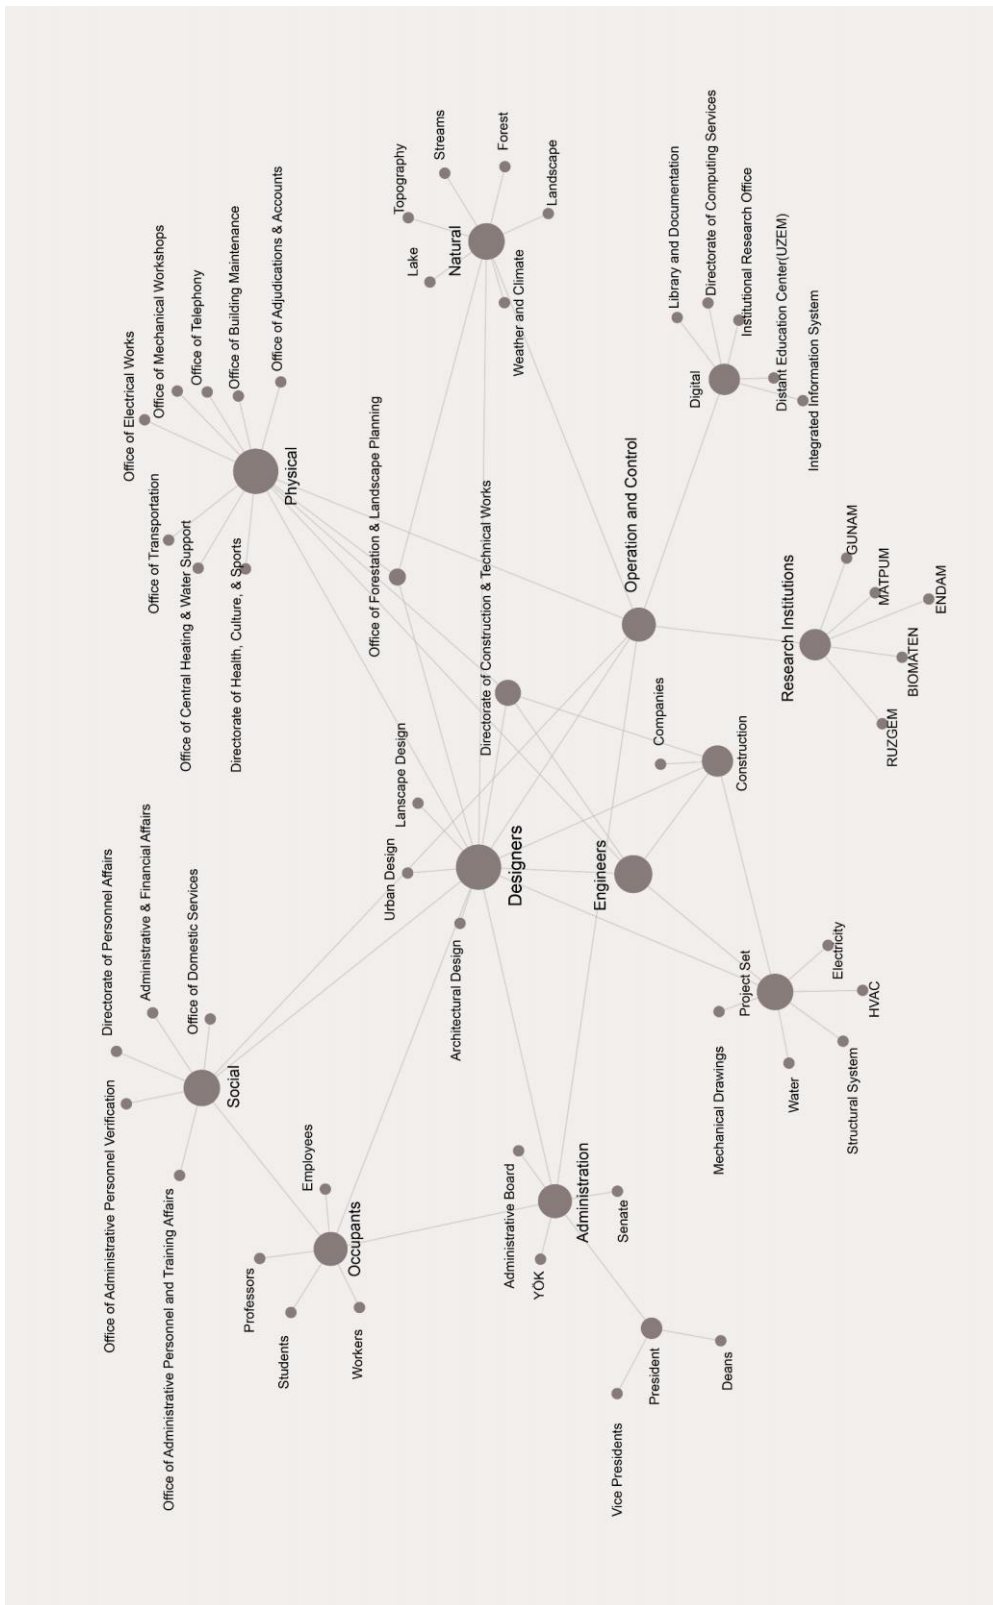 Office of Administrative Personnel Verification
Directorate of Personnel Affairs
Administrative & Financial Affairs
Office of Domestic Services
Office of Administrative Personnel and Training Affairs
Social
Office of Electrical Works
Office of Mechanical Workshops
Office of Telephony
Office of Building Maintenance
Office of Adjudications & Accounts
Office of Transportation
Office of Central Heating & Water Support
Directorate of Health, Culture, & Sports
Physical
Professors
Students
Workers
Employees
Occupants
Urban Design
Lanscape Design
Architectural Design
Designers
Office of Forestation & Landscape Planning
Directorate of Construction & Technical Works
Topography
Streams
Forest
Landscape
Lake
Natural
Weather and Climate
Administrative Board
YÖK
Administration
Senate
Vice Presidents
President
Deans
Engineers
Companies
Construction
Operation and Control
Digital
Library and Documentation
Directorate of Computing Services
Institutional Research Office
Distant Education Center(UZEM)
Integrated Information System
Mechanical Drawings
Project Set
Water
Structural System
HVAC
Electricity
Research Institutions
GUNAM
MATPUM
ENDAM
BIOMATEN
RUZGEM